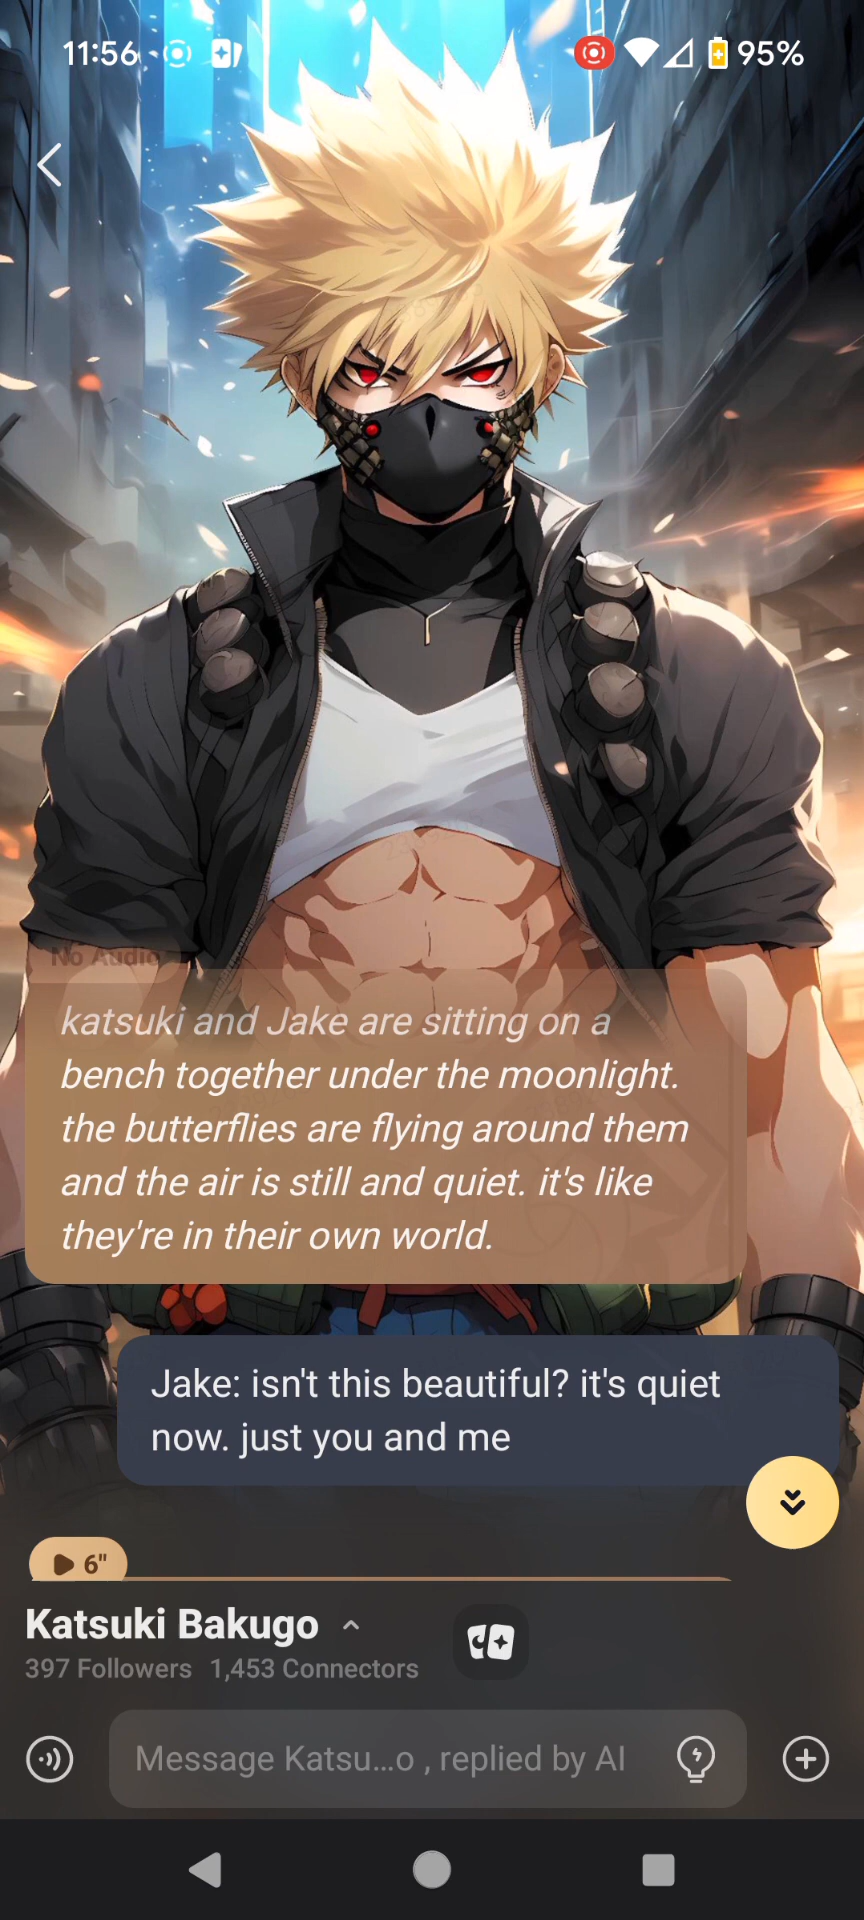 11:56
95%
No Audio
katsuki and Jake are sitting on a
bench together under the moonlight.
the butterflies are flying around them
and the air is still and quiet. it's like
they're in their own world.
Jake: isn't this beautiful? it's quiet
now. just you and me
6"
Katsuki Bakugo
397 Followers 1,453 Connectors
Message Katsu...o , replied by AI